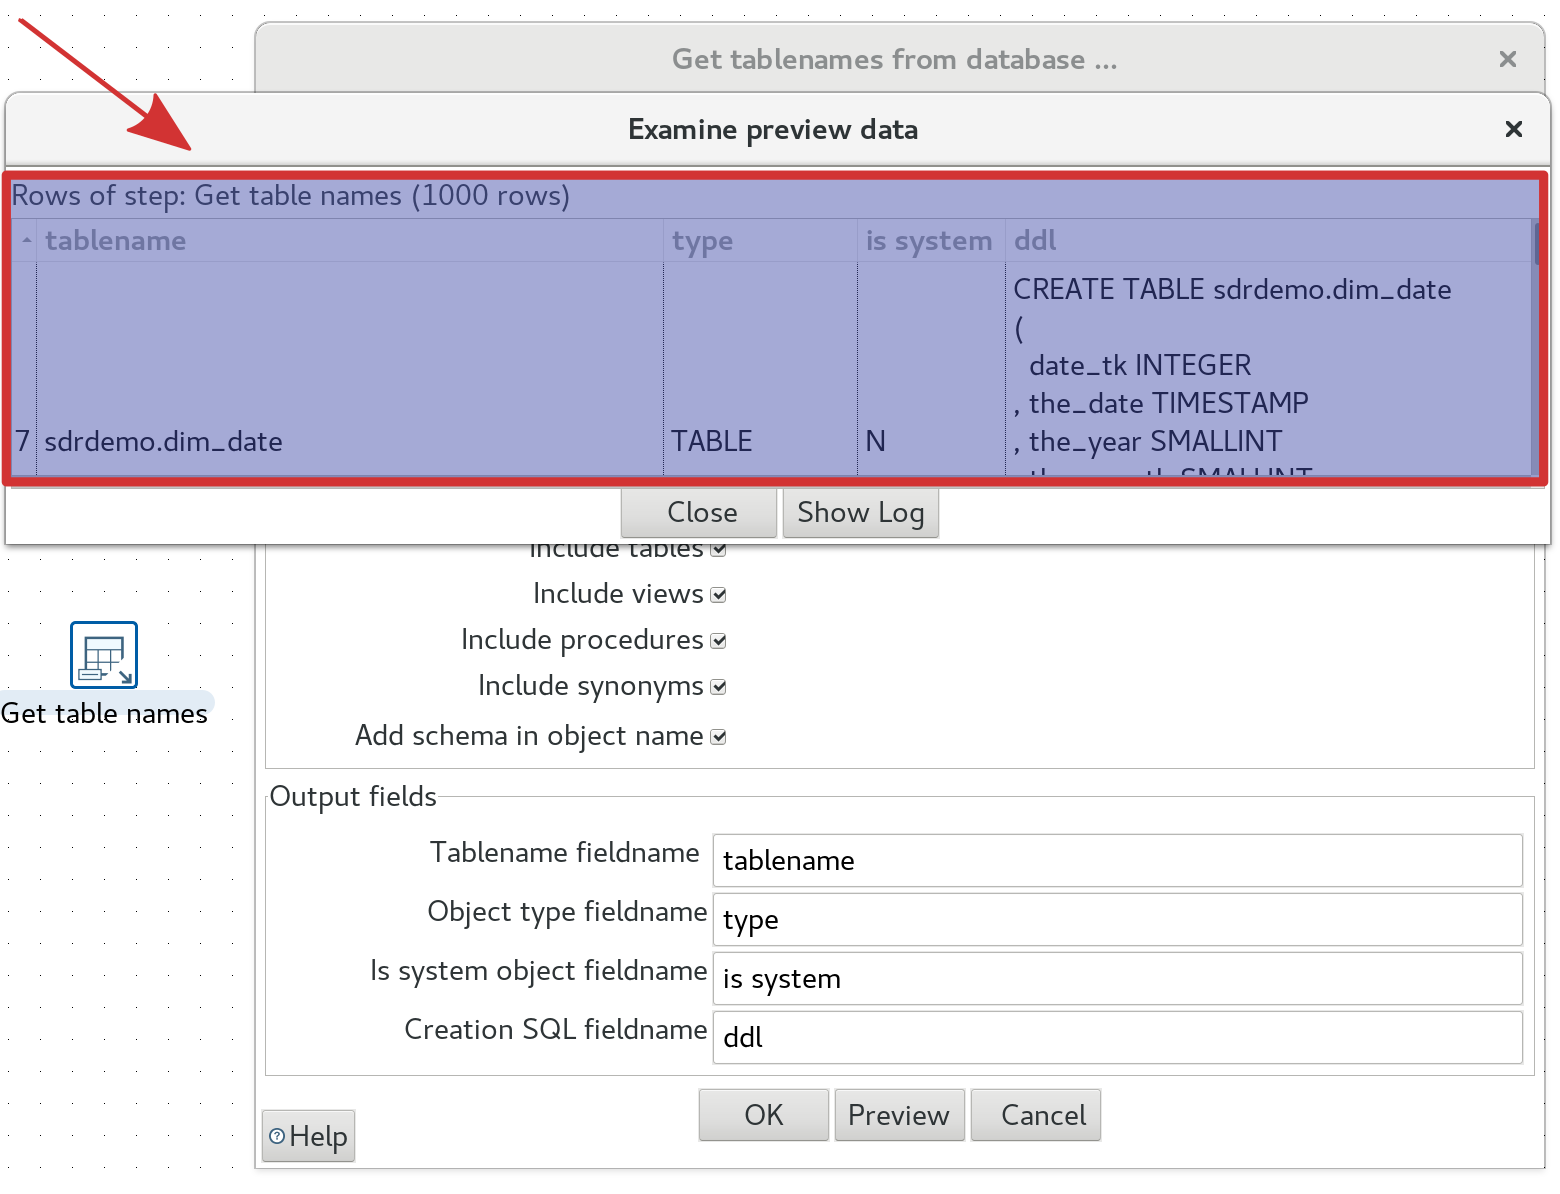 Get tablenames from database ...
Examine preview data
Rows of step: Get table names (1000 rows)
tablename type is system ddl
CREATE TABLE sdrdemo.dim_date
(
date_tk INTEGER
, the_date TIMESTAMP
7 sdrdemo.dim_date TABLE N , the_year SMALLINT
Close Show Log
Include tables
Include views
Include procedures
Include synonyms
Get table names
Add schema in object name
Output fields
Tablename fieldname tablename
Object type fieldname type
Is system object fieldname is system
Creation SQL fieldname ddl
OK Preview Cancel
Help